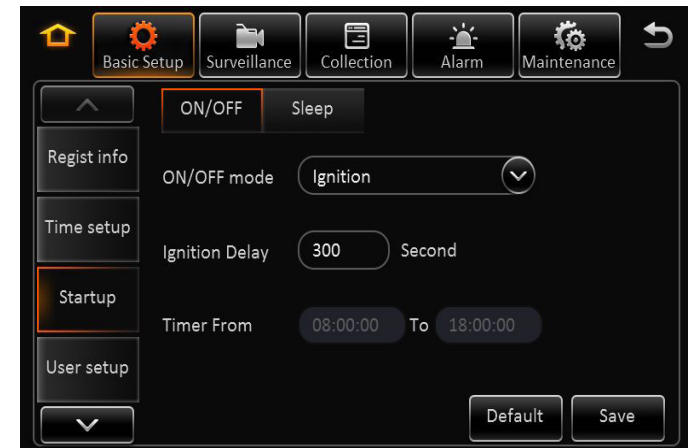 Basic Setup Surveillance Collection Alarm Maintenance
ON/OFF Sleep
Regist info
ON/OFF mode Ignition
Time setup
Ignition Delay 300 Second
Startup
Timer From 08:00:00 To 18:00:00
User setup
Default Save